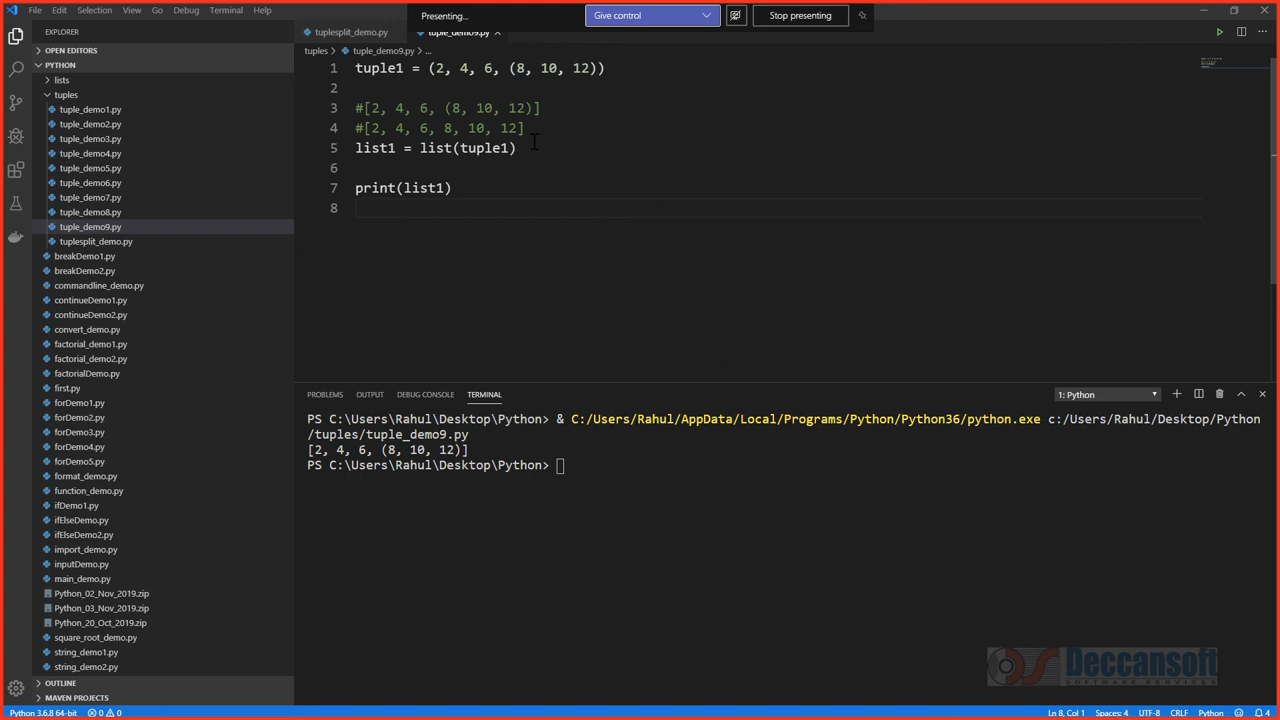 File Edit Selection View Go Debug Terminal Help
Presenting...
Give control
Stop presenting
EXPLORER
OPEN EDITORS
PYTHON
lists
tuples
tuple_demo1.py
tuple_demo2.py
tuple_demo3.py
tuple_demo4.py
tuple_demo5.py
tuple_demo6.py
tuple_demo7.py
tuple_demo8.py
tuple_demo9.py
tuplesplit_demo.py
breakDemo1.py
breakDemo2.py
commandline_demo.py
continueDemo1.py
continueDemo2.py
convert_demo.py
factorial_demo1.py
factorial_demo2.py
factorialDemo.py
first.py
forDemo1.py
forDemo2.py
forDemo3.py
forDemo4.py
forDemo5.py
format_demo.py
function_demo.py
ifDemo1.py
ifElseDemo.py
ifElseDemo2.py
import_demo.py
inputDemo.py
main_demo.py
Python_02_Nov_2019.zip
Python_03_Nov_2019.zip
Python_20_Oct_2019.zip
square_root_demo.py
string_demo1.py
string_demo2.py
OUTLINE
MAVEN PROJECTS
tuplesplit_demo.py tuple_demo9.py
tuples > tuple_demo9.py > ...
1 tuple1 = (2, 4, 6, (8, 10, 12))
2
3 #[2, 4, 6, (8, 10, 12)]
4 #[2, 4, 6, 8, 10, 12]
5 list1 = list(tuple1)
6
7 print(list1)
8
PROBLEMS OUTPUT DEBUG CONSOLE TERMINAL
1: Python
PS C:\Users\Rahul\Desktop\Python> & C:/Users/Rahul/AppData/Local/Programs/Python/Python36/python.exe c:/Users/Rahul/Desktop/Python
/tuples/tuple_demo9.py
[2, 4, 6, (8, 10, 12)]
PS C:\Users\Rahul\Desktop\Python>
Deccansoft
SOFTWARE SERVICES
Python 3.6.8 64-bit 0 0
Ln 8, Col 1 Spaces: 4 UTF-8 CRLF Python 4